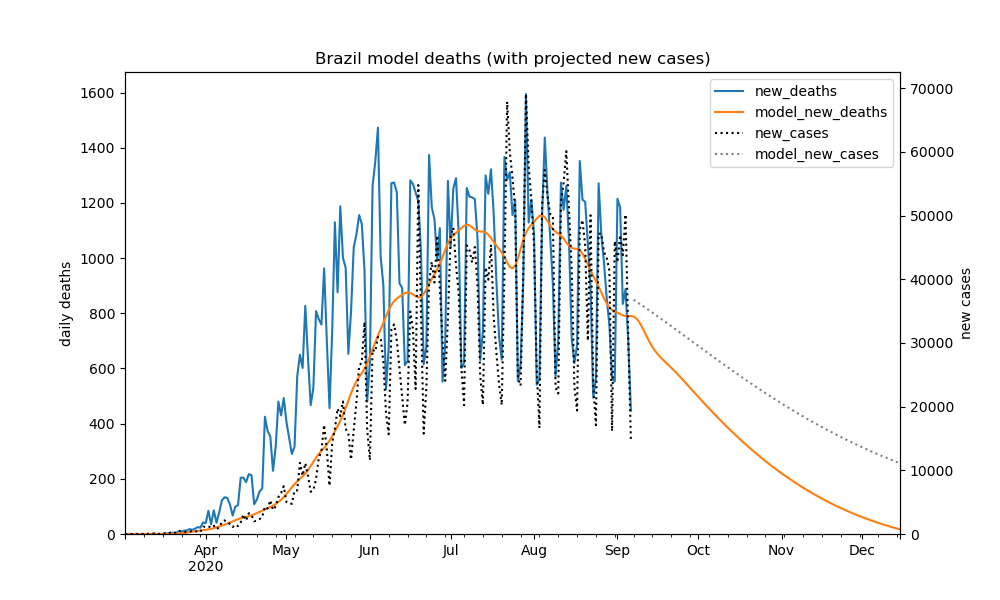 Brazil model deaths (with projected new cases)
new_deaths
model_new_deaths
new_cases
model_new_cases
daily deaths
1600
1400
1200
1000
800
600
400
200
0
70000
60000
50000
40000
30000
20000
10000
0
new cases
Apr
2020
May
Jun
Jul
Aug
Sep
Oct
Nov
Dec